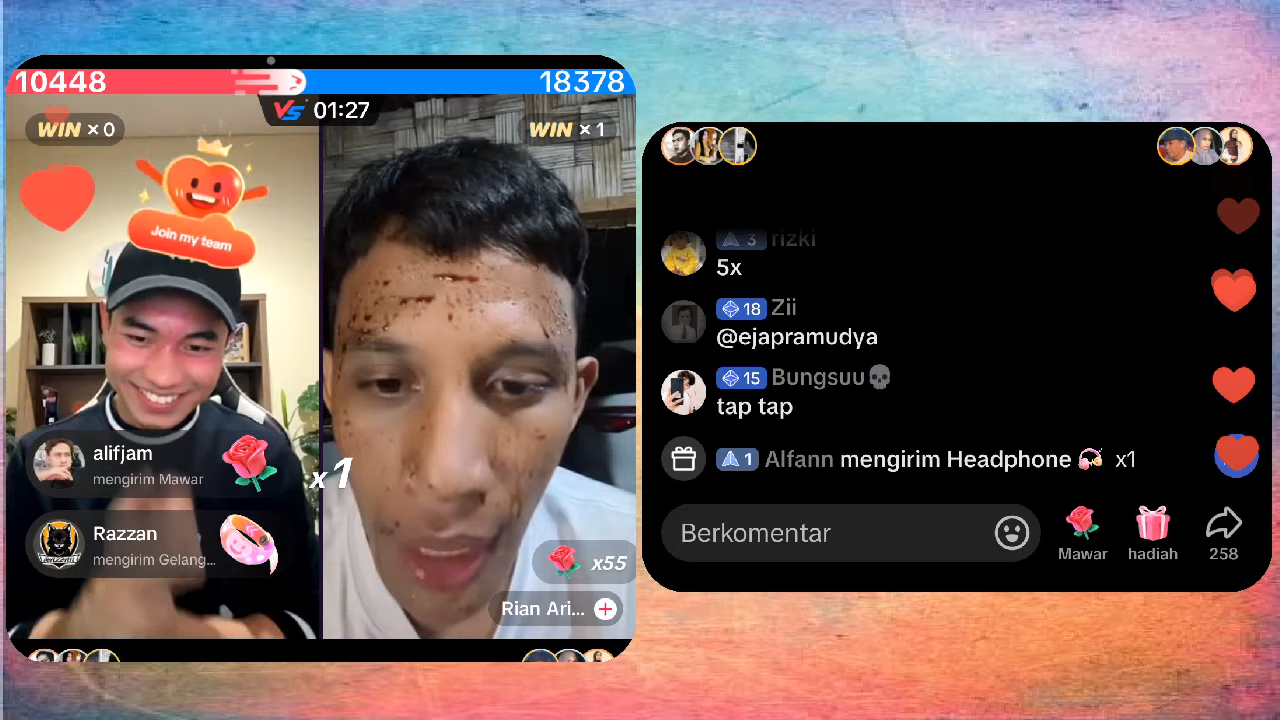 10448
18378
VS 01:27
WIN × 0
WIN × 1
Join my team
alifjam
mengirim Mawar
x1
Razzan
mengirim Gelang...
x55
Rian Ari...
3 rizki
5x
18 Zii
@ejapramudya
15 Bungsuu💀
tap tap
1 Alfann mengirim Headphone x1
Berkomentar
Mawar
hadiah
258